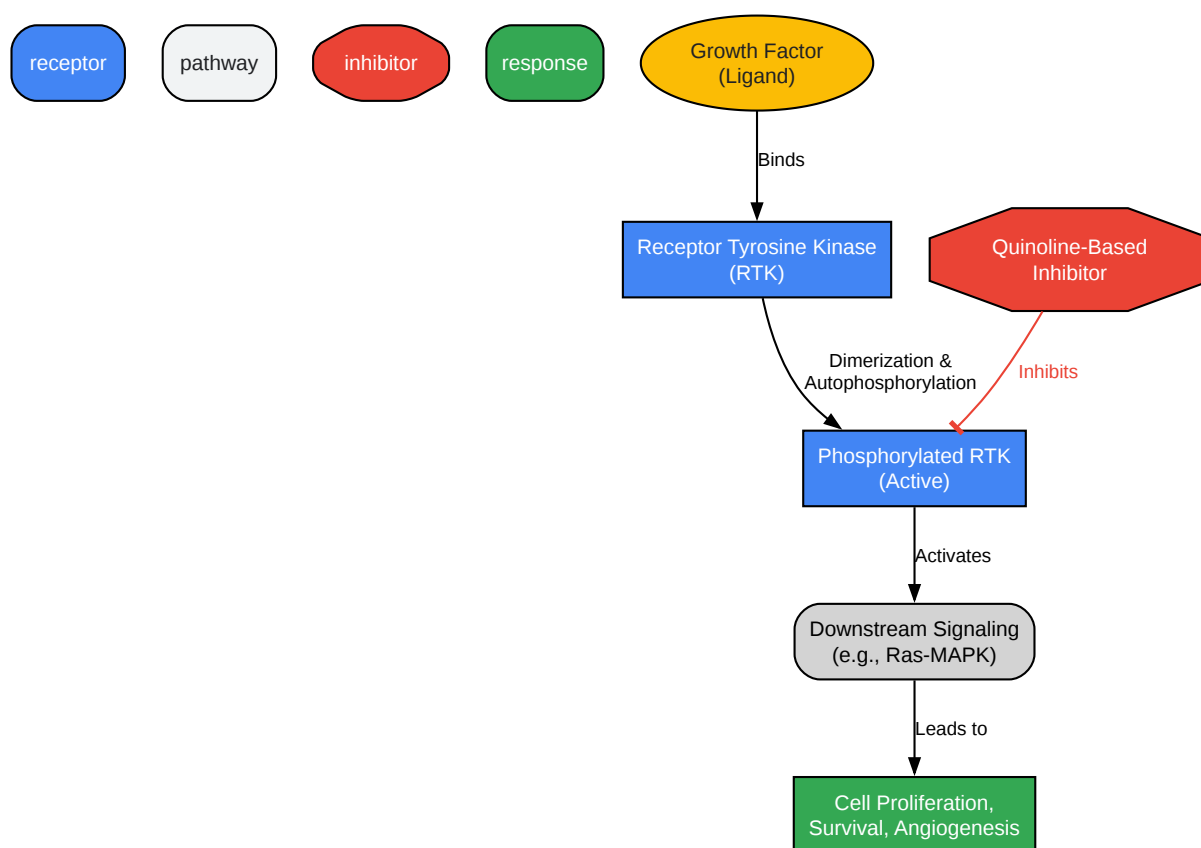 receptor
pathway
inhibitor
response
Growth Factor
(Ligand)
Binds
Receptor Tyrosine Kinase
(RTK)
Quinoline-Based
Inhibitor
Dimerization &
Autophosphorylation
Inhibits
Phosphorylated RTK
(Active)
Activates
Downstream Signaling
(e.g., Ras-MAPK)
Leads to
Cell Proliferation,
Survival, Angiogenesis